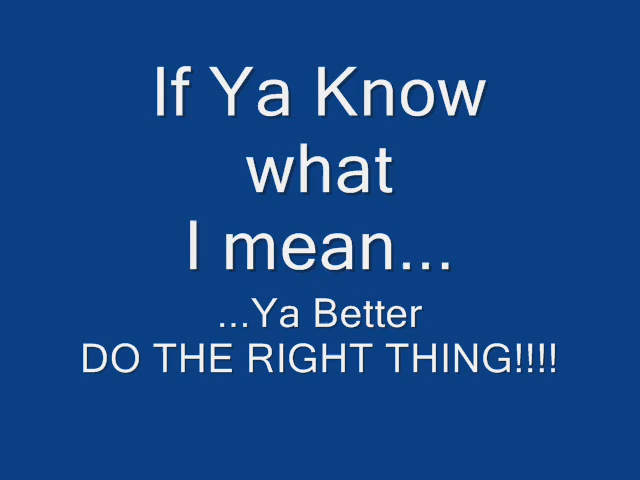 If Ya Know
what
I mean...
...Ya Better
DO THE RIGHT THING!!!!